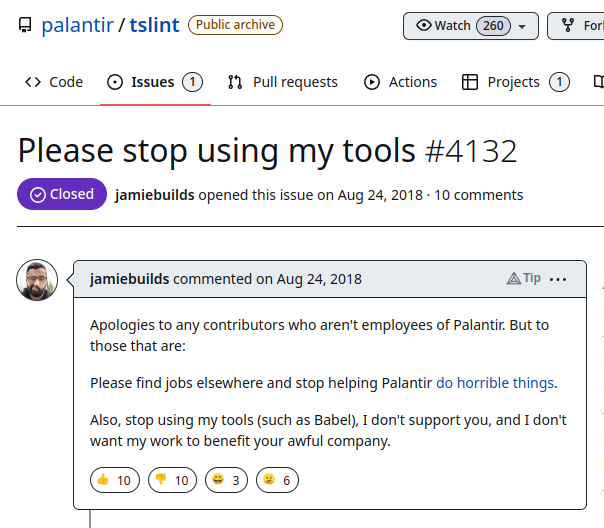 palantir / tslint Public archive
Watch 260
Code Issues 1 Pull requests Actions Projects 1
Please stop using my tools #4132
Closed jamiebuilds opened this issue on Aug 24, 2018 · 10 comments
jamiebuilds commented on Aug 24, 2018 Tip ...
Apologies to any contributors who aren't employees of Palantir. But to
those that are:
Please find jobs elsewhere and stop helping Palantir do horrible things.
Also, stop using my tools (such as Babel), I don't support you, and I don't
want my work to benefit your awful company.
👍 10 👎 10 😄 3 😕 6